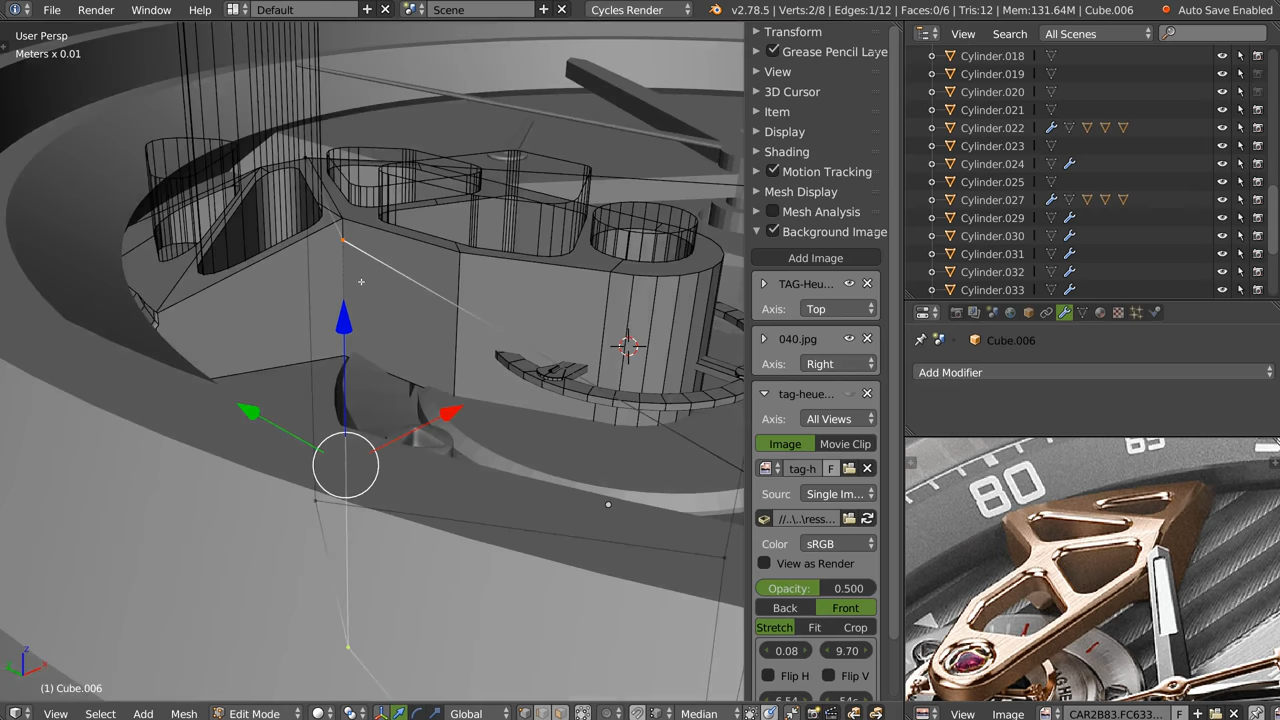 File Edit Render Window Help Default Scene Cycles Render v2.78.5 | Verts:2/8 | Edges:1/12 | Faces:0/6 | Tris:12 | Mem:131.64M | Cube.006 Auto Save Enabled
User Persp
Meters x 0.01
Transform
Grease Pencil Laye
View
3D Cursor
Item
Display
Shading
Motion Tracking
Mesh Display
Mesh Analysis
Background Image
Add Image
TAG-Heu...
Axis: Top
040.jpg
Axis: Right
tag-heue...
Axis: All Views
Image Movie Clip
tag-h F
Sourc Single Im...
//..\..\ress...
Color sRGB
View as Render
Opacity: 0.500
Back Front
Stretch Fit Crop
0.08 9.70
Flip H Flip V
View Search All Scenes
Cylinder.018
Cylinder.019
Cylinder.020
Cylinder.021
Cylinder.022
Cylinder.023
Cylinder.024
Cylinder.025
Cylinder.027
Cylinder.029
Cylinder.030
Cylinder.031
Cylinder.032
Cylinder.033
Cube.006
Add Modifier
80
(1) Cube.006
View Select Add Mesh Edit Mode Global Median
View Image CAR2B83.FC633... F